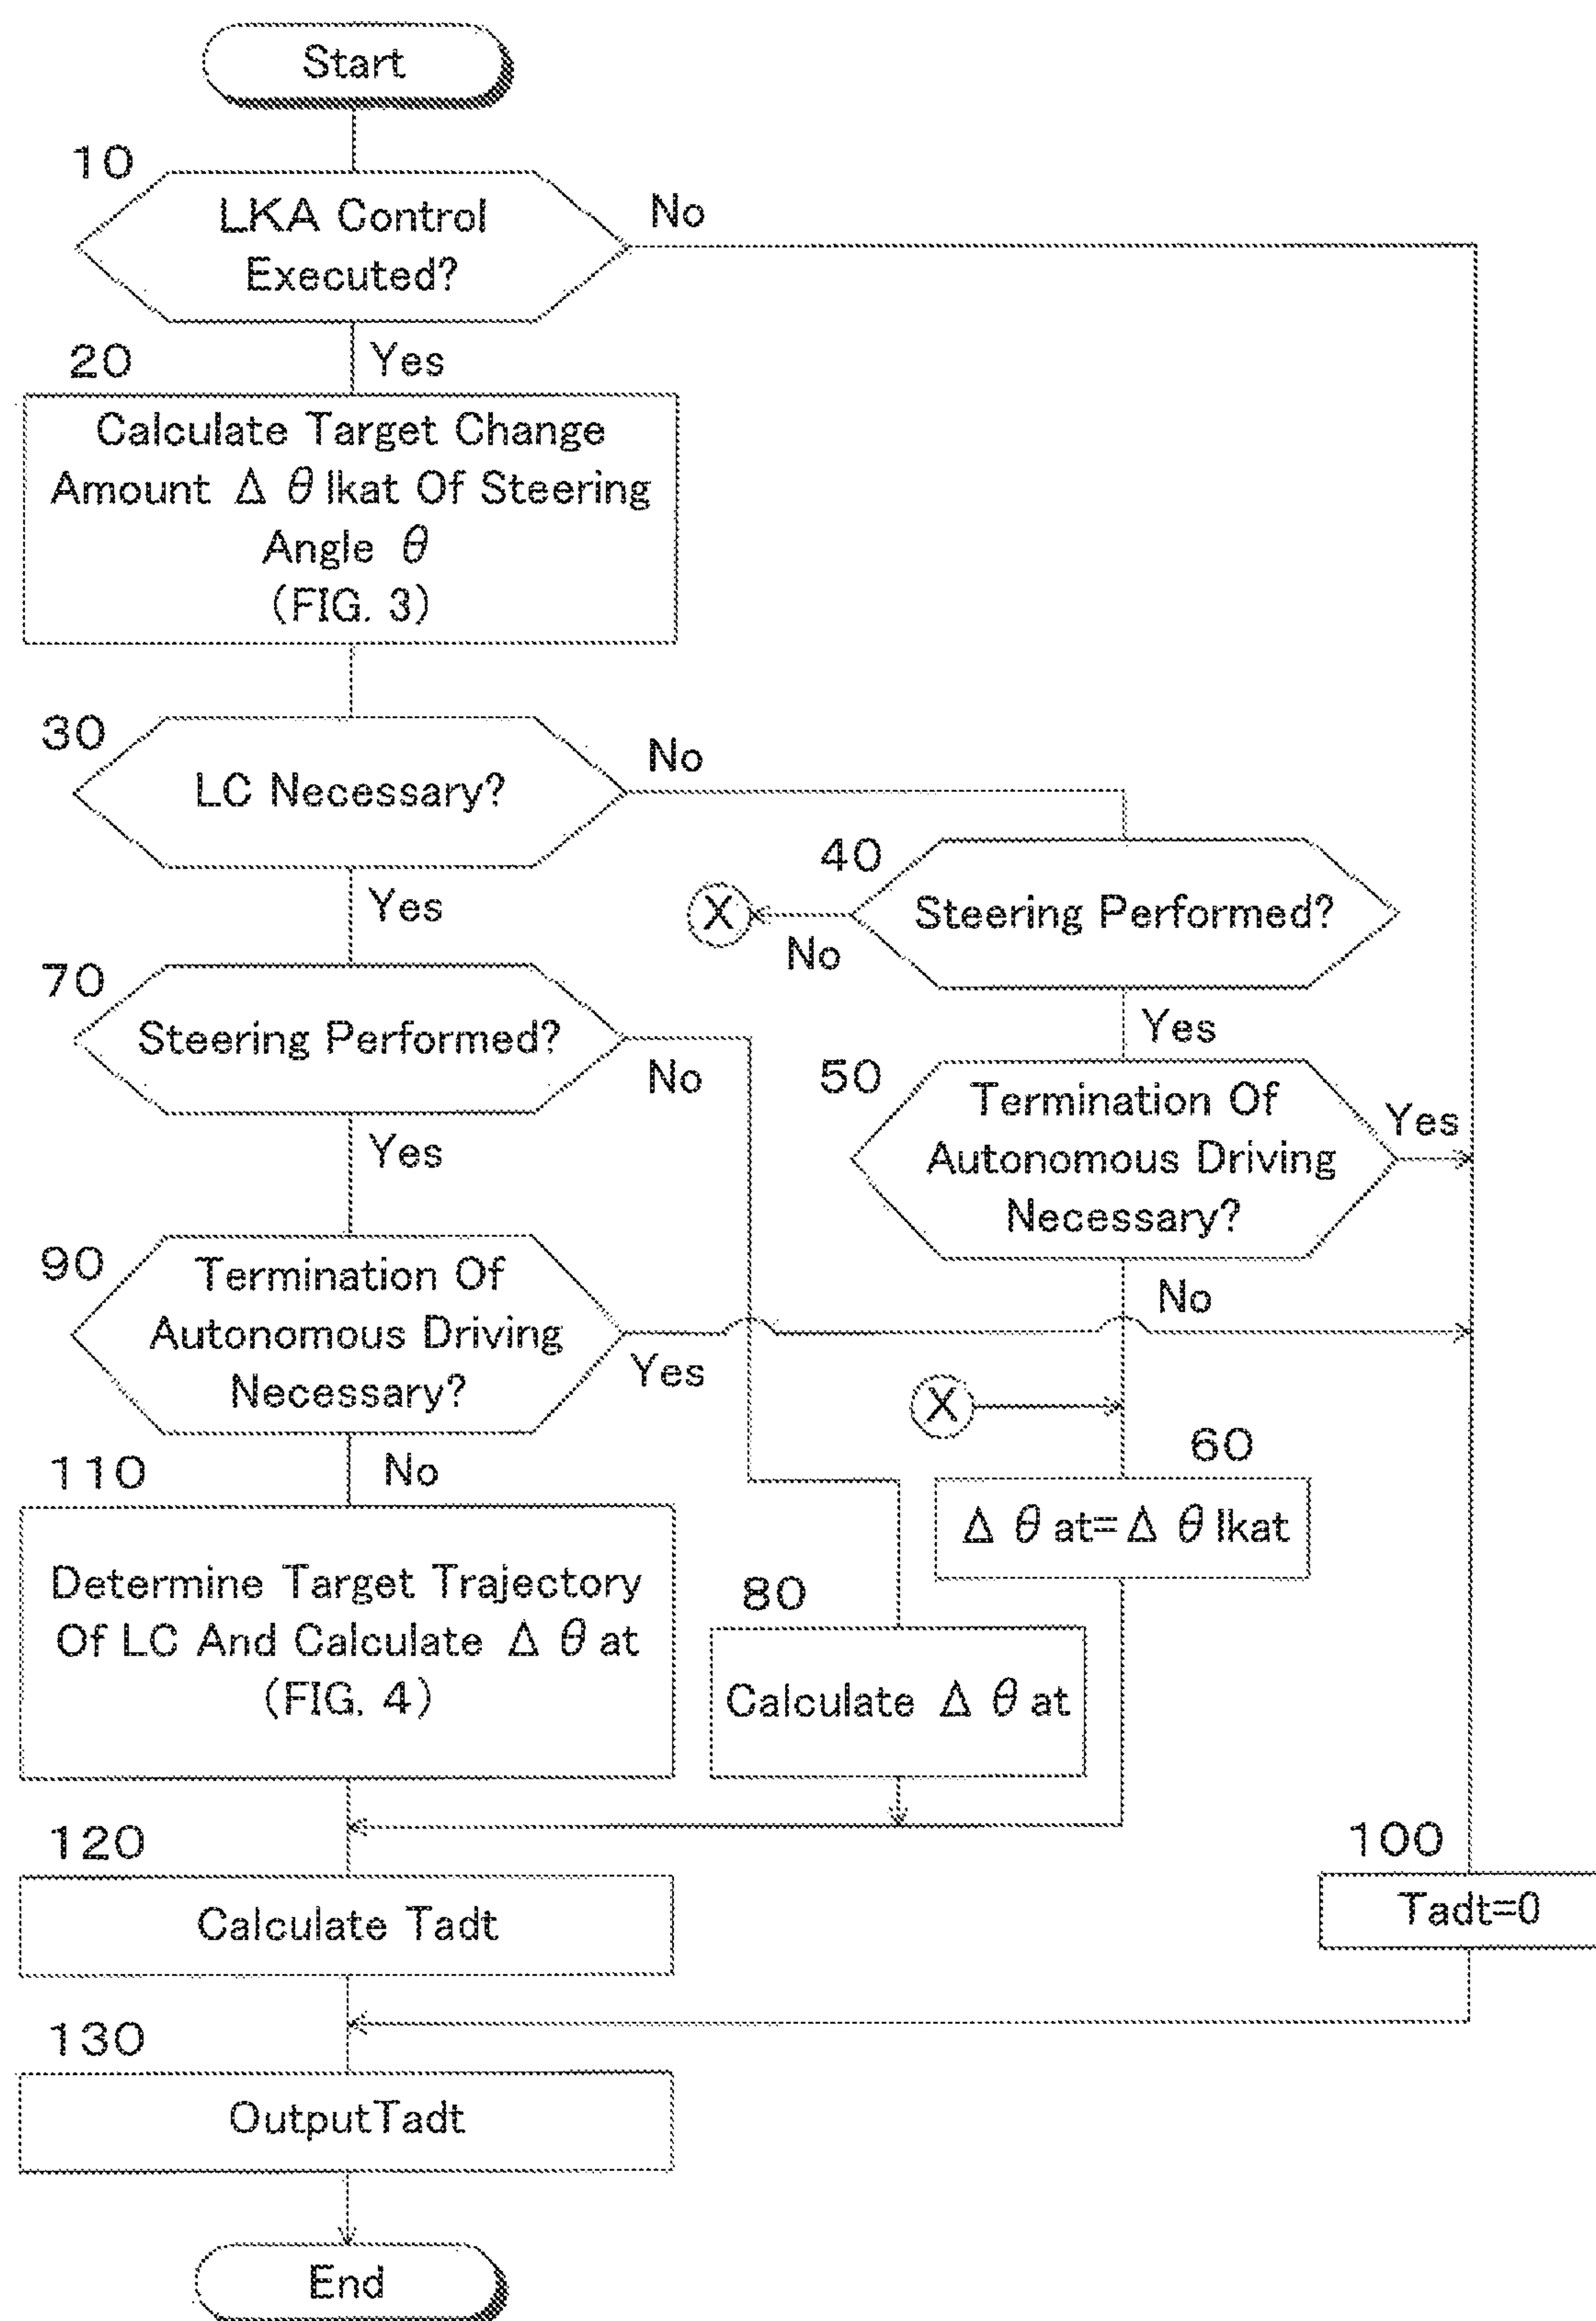 Start
10
LKA Control
Executed?
No
Yes
20
Calculate Target Change
Amount Δ θ lkat Of Steering
Angle θ
(FIG. 3)
30
LC Necessary?
No
Yes
40
Steering Performed?
X
No
Yes
70
Steering Performed?
No
Yes
50
Termination Of
Autonomous Driving
Necessary?
Yes
No
90
Termination Of
Autonomous Driving
Necessary?
Yes
No
X
60
Δ θ at= Δ θ lkat
110
Determine Target Trajectory
Of LC And Calculate Δ θ at
(FIG. 4)
80
Calculate Δ θ at
120
Calculate Tadt
100
Tadt=0
130
OutputTadt
End